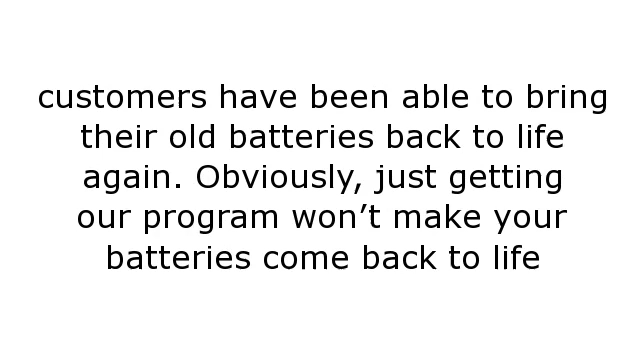 customers have been able to bring
their old batteries back to life
again. Obviously, just getting
our program won’t make your
batteries come back to life